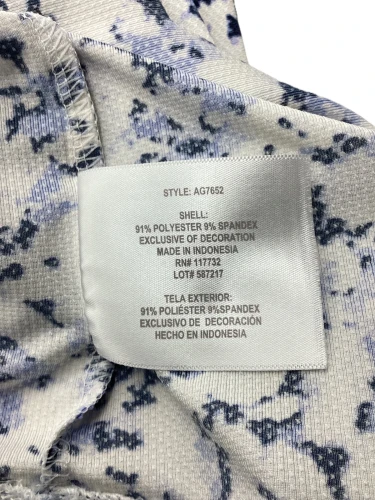 STYLE: AG7652
SHELL:
91% POLYESTER 9% SPANDEX
EXCLUSIVE OF DECORATION
MADE IN INDONESIA
RN# 117732
LOT# 587217
TELA EXTERIOR:
91% POLIÉSTER 9%SPANDEX
EXCLUSIVO DE DECORACIÓN
HECHO EN INDONESIA